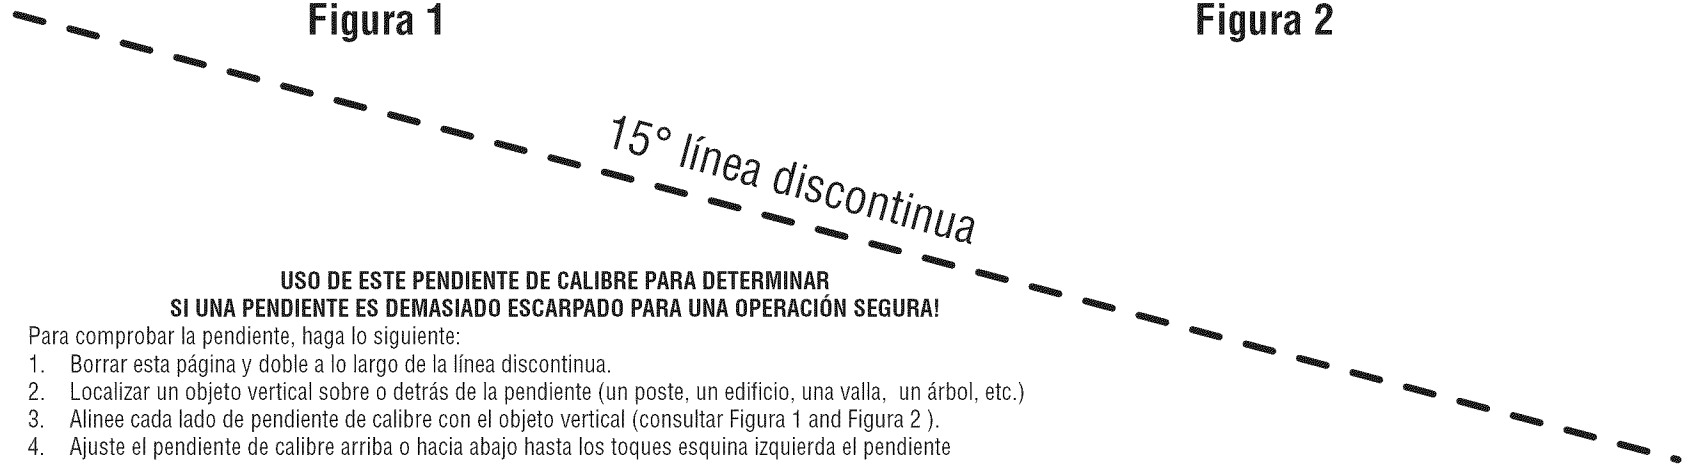 Figura 1
Figura 2
15° línea discontinua
USO DE ESTE PENDIENTE DE CALIBRE PARA DETERMINAR
SI UNA PENDIENTE ES DEMASIADO ESCARPADO PARA UNA OPERACIÓN SEGURA!
Para comprobar la pendiente, haga lo siguiente:
1. Borrar esta página y doble a lo largo de la línea discontinua.
2. Localizar un objeto vertical sobre o detrás de la pendiente (un poste, un edificio, una valla, un árbol, etc.)
3. Alinee cada lado de pendiente de calibre con el objeto vertical (consultar Figura 1 and Figura 2 ).
4. Ajuste el pendiente de calibre arriba o hacia abajo hasta los toques esquina izquierda el pendiente